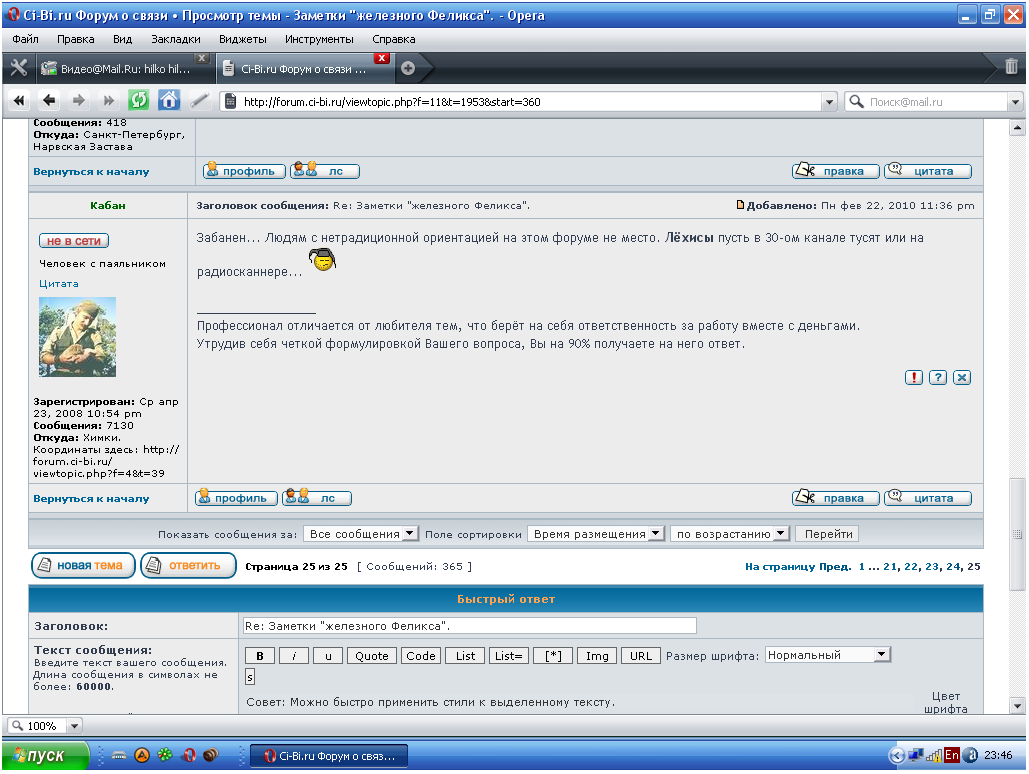 Ci-Bi.ru Форум о связи • Просмотр темы - Заметки "железного Феликса". - Opera
Файл Правка Вид Закладки Виджеты Инструменты Справка
Видео@Mail.Ru: hilko hil... Ci-Bi.ru Форум о связи ...
http://forum.ci-bi.ru/viewtopic.php?f=11&t=1953&start=360 Поиск@mail.ru
Сообщения: 418
Откуда: Санкт-Петербург,
Нарвская Застава
Вернуться к началу профиль лс правка цитата
Кабан Заголовок сообщения: Re: Заметки "железного Феликса". Добавлено: Пн фев 22, 2010 11:36 pm
не в сети
Человек с паяльником
Цитата
Забанен... Людям с нетрадиционной ориентацией на этом форуме не место. Лёхисы пусть в 30-ом канале тусят или на
радиосканнере...
Профессионал отличается от любителя тем, что берёт на себя ответственность за работу вместе с деньгами.
Утрудив себя четкой формулировкой Вашего вопроса, Вы на 90% получаете на него ответ.
! ? x
Зарегистрирован: Ср апр
23, 2008 10:54 pm
Сообщения: 7130
Откуда: Химки.
Координаты здесь: http://
forum.ci-bi.ru/
viewtopic.php?f=4&t=39
Вернуться к началу профиль лс правка цитата
Показать сообщения за: Все сообщения Поле сортировки Время размещения по возрастанию Перейти
новая тема ответить Страница 25 из 25 [ Сообщений: 365 ] На страницу Пред. 1 ... 21, 22, 23, 24, 25
Быстрый ответ
Заголовок: Re: Заметки "железного Феликса".
Текст сообщения:
Введите текст вашего сообщения.
Длина сообщения в символах не
более: 60000.
B i u Quote Code List List= [*] Img URL Размер шрифта: Нормальный
s
Совет: Можно быстро применить стили к выделенному тексту.
Цвет
шрифта
100%
пуск Ci-Bi.ru Форум о связ... En 23:46